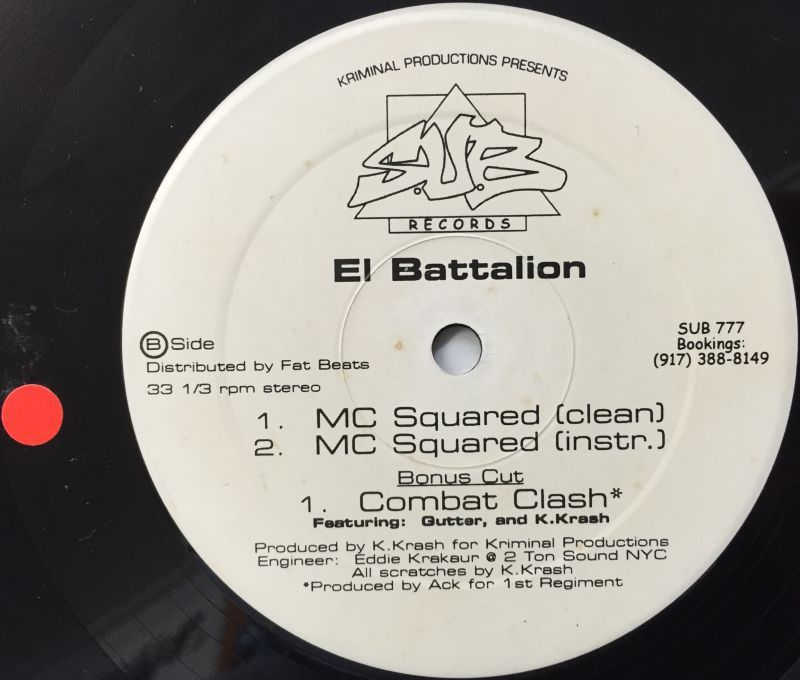 KRIMINAL PRODUCTIONS PRESENTS
S.U.B
RECORDS
El Battalion
B Side
Distributed by Fat Beats
33 1/3 rpm stereo
SUB 777
Bookings:
(917) 388-8149
1. MC Squared (clean)
2. MC Squared (instr.)
Bonus Cut
1. Combat Clash*
Featuring: Gutter, and K.Krash
Produced by K.Krash for Kriminal Productions
Engineer: Eddie Krakaur @ 2 Ton Sound NYC
All scratches by K.Krash
*Produced by Ack for 1st Regiment